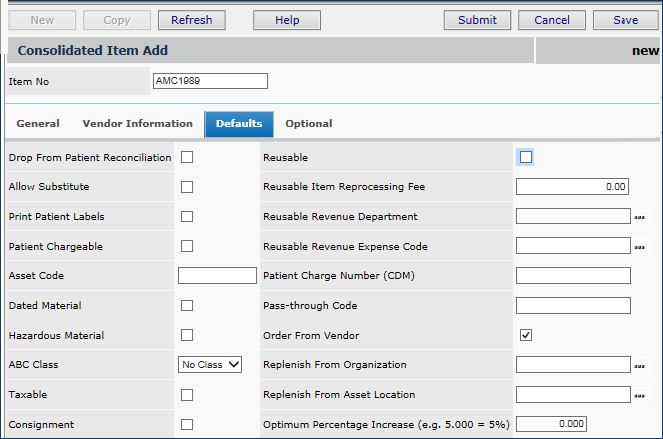 New Copy Refresh Help Submit Cancel Save
Consolidated Item Add new
Item No AMC1989
General Vendor Information Defaults Optional
Drop From Patient Reconciliation Reusable
Allow Substitute Reusable Item Reprocessing Fee 0.00
Print Patient Labels Reusable Revenue Department
Patient Chargeable Reusable Revenue Expense Code
Asset Code Patient Charge Number (CDM)
Dated Material Pass-through Code
Hazardous Material Order From Vendor
ABC Class No Class Replenish From Organization
Taxable Replenish From Asset Location
Consignment Optimum Percentage Increase (e.g. 5.000 = 5%) 0.000